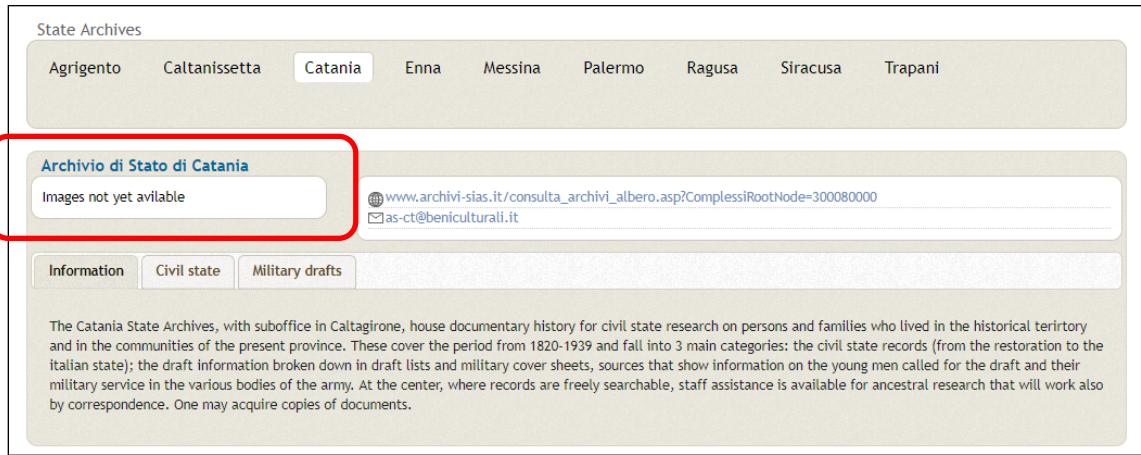 State Archives
Agrigento Caltanissetta Catania Enna Messina Palermo Ragusa Siracusa Trapani
Archivio di Stato di Catania
Images not yet avilable
www.archivi-sias.it/consulta_archivi_albero.asp?ComplessiRootNode=300080000
as-ct@beniculturali.it
Information Civil state Military drafts
The Catania State Archives, with suboffice in Caltagirone, house documentary history for civil state research on persons and families who lived in the historical terirtory
and in the communities of the present province. These cover the period from 1820-1939 and fall into 3 main categories: the civil state records (from the restoration to the
italian state); the draft information broken down in draft lists and military cover sheets, sources that show information on the young men called for the draft and their
military service in the various bodies of the army. At the center, where records are freely searchable, staff assistance is available for ancestral research that will work also
by correspondence. One may acquire copies of documents.